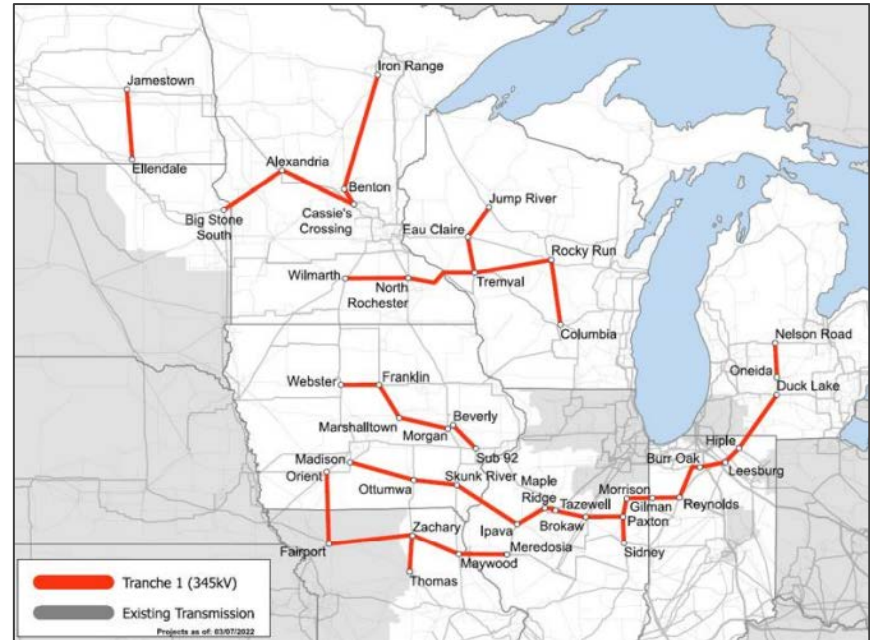 Iron Range
Jamestown
Alexandria
Ellendale
Benton
Jump River
Big Stone
South
Cassie's
Crossing
Eau Claire
Rocky Run
Wilmarth
North
Rochester
Tremval
Columbia
Nelson Road
Oneida
Duck Lake
Webster
Franklin
Beverly
Marshalltown
Morgan
Sub 92
Hiple
Madison
Orient
Skunk River
Maple
Ridge
Burr Oak
Leesburg
Ottumwa
Tazewell
Morrison
Gilman
Reynolds
Zachary
Ipava
Brokaw
Paxton
Fairport
Meredosia
Sidney
Maywood
Thomas
Tranche 1 (345kV)
Existing Transmission
Projects as of: 03/07/2022